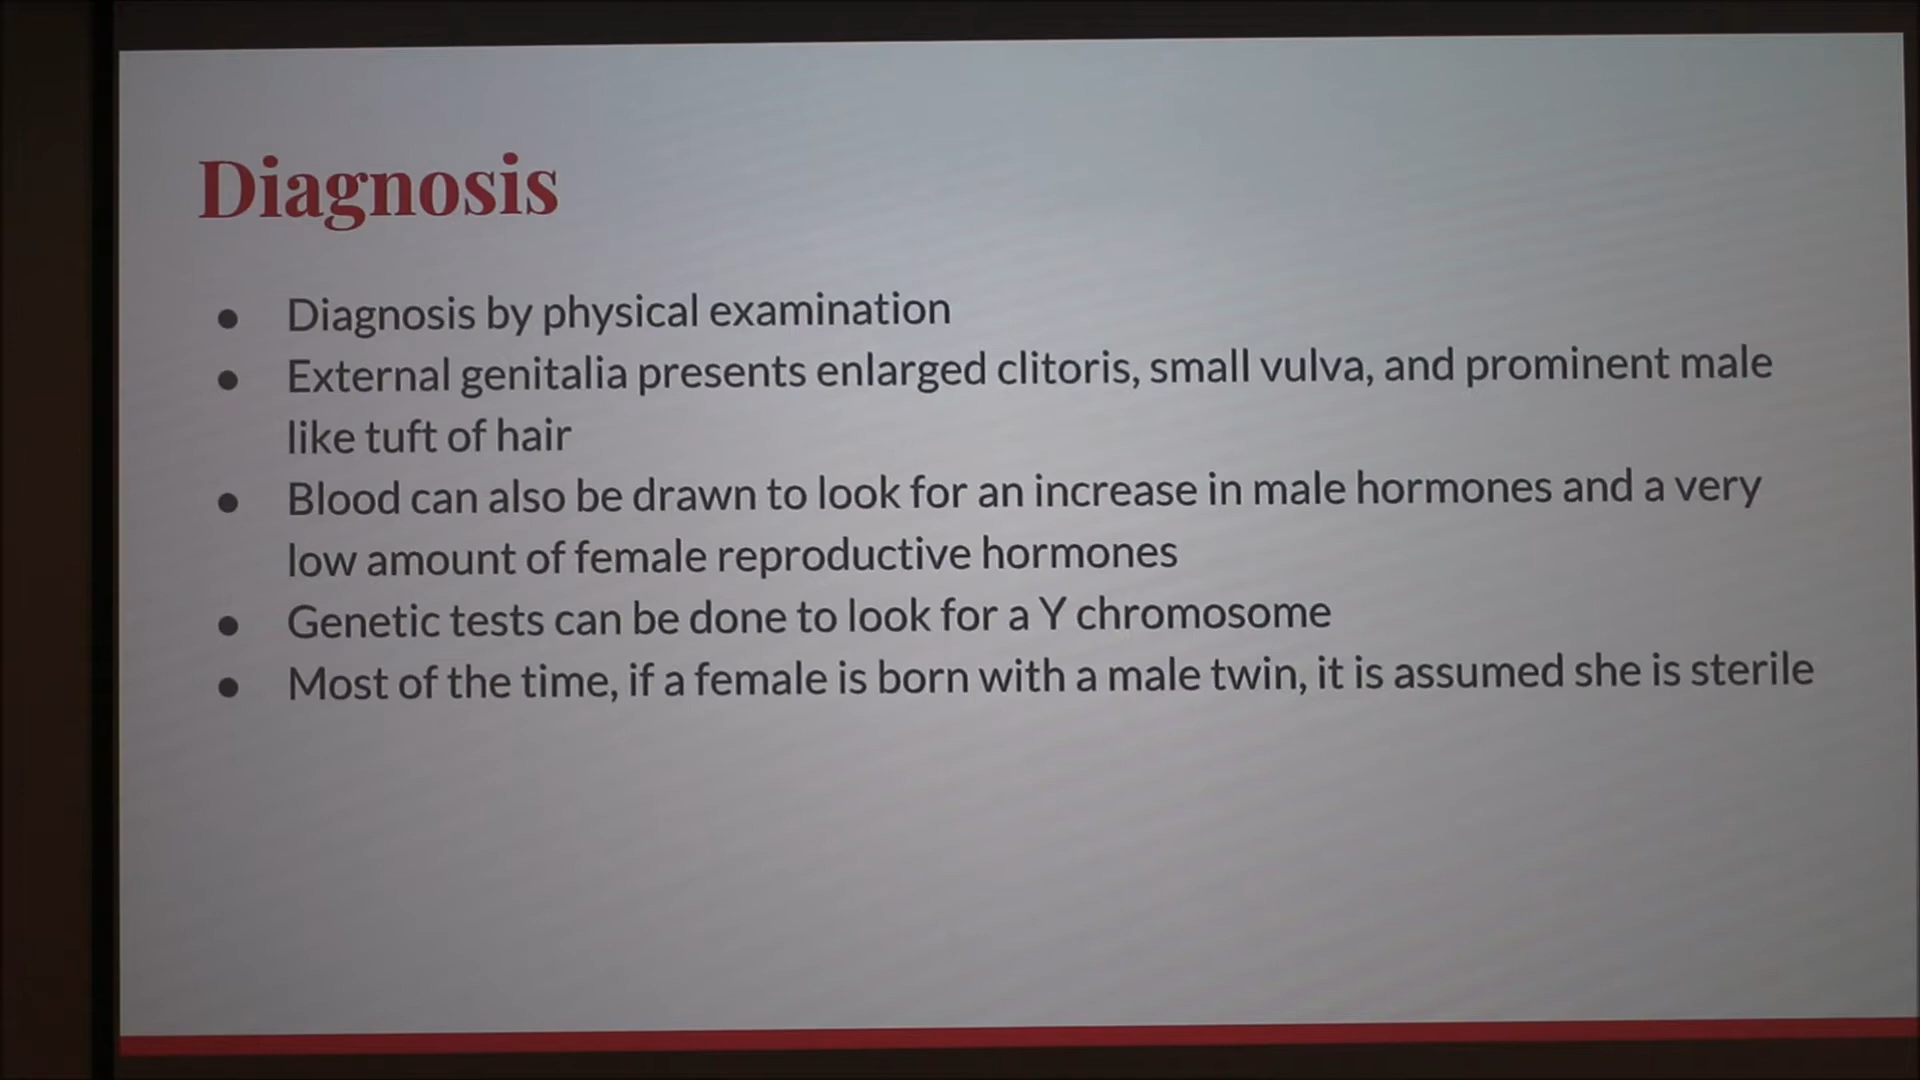 Diagnosis
● Diagnosis by physical examination
● External genitalia presents enlarged clitoris, small vulva, and prominent male
like tuft of hair
● Blood can also be drawn to look for an increase in male hormones and a very
low amount of female reproductive hormones
● Genetic tests can be done to look for a Y chromosome
● Most of the time, if a female is born with a male twin, it is assumed she is sterile